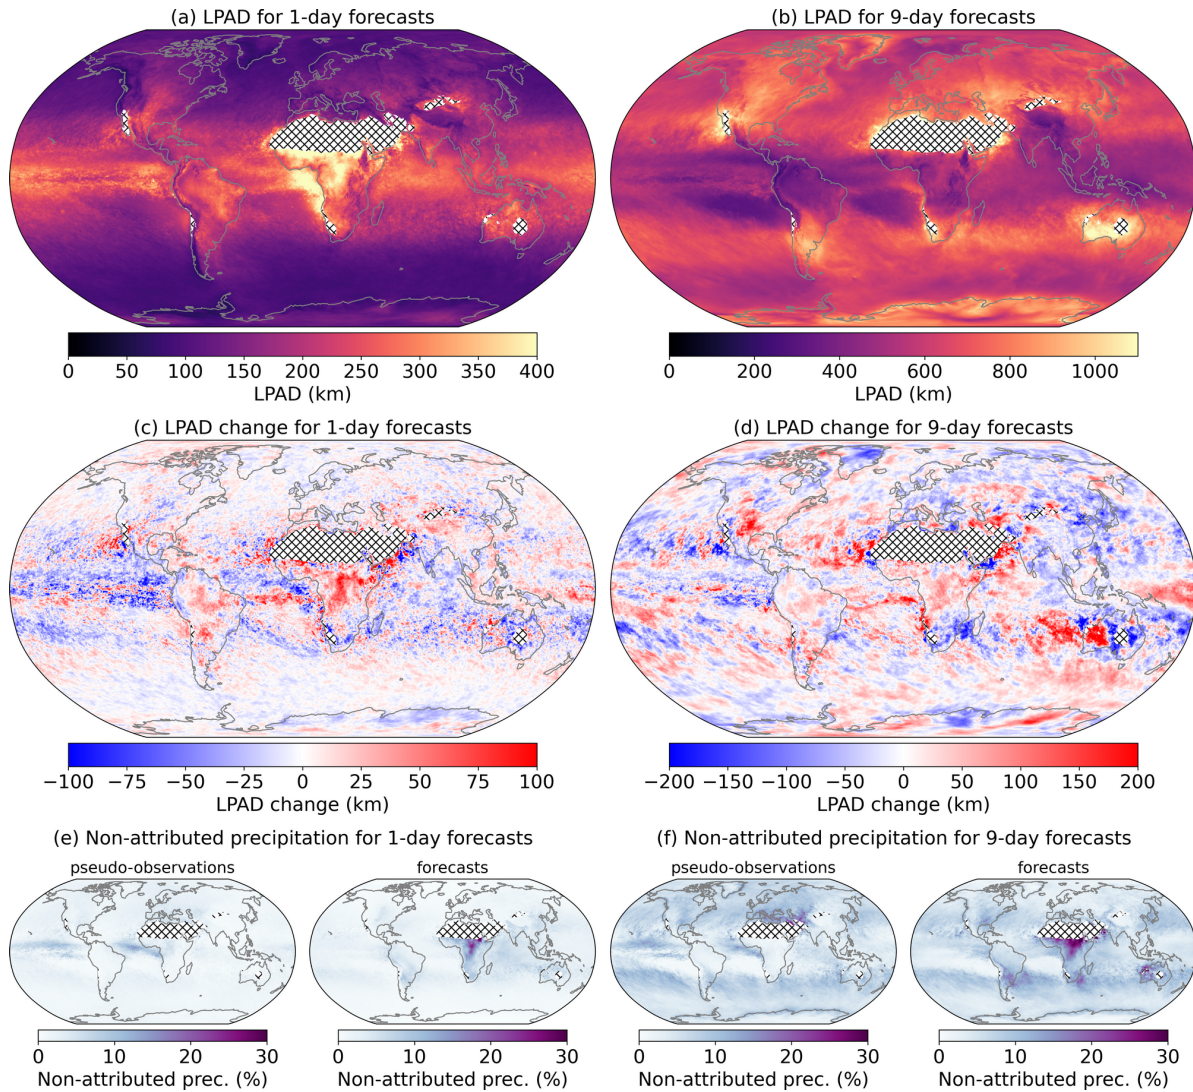 (a) LPAD for 1-day forecasts
(b) LPAD for 9-day forecasts
0 50 100 150 200 250 300 350 400
LPAD (km)
0 200 400 600 800 1000
LPAD (km)
(c) LPAD change for 1-day forecasts
(d) LPAD change for 9-day forecasts
−100 −75 −50 −25 0 25 50 75 100
LPAD change (km)
−200 −150 −100 −50 0 50 100 150 200
LPAD change (km)
(e) Non-attributed precipitation for 1-day forecasts
(f) Non-attributed precipitation for 9-day forecasts
pseudo-observations
forecasts
pseudo-observations
forecasts
0 10 20 30
Non-attributed prec. (%)
0 10 20 30
Non-attributed prec. (%)
0 10 20 30
Non-attributed prec. (%)
0 10 20 30
Non-attributed prec. (%)